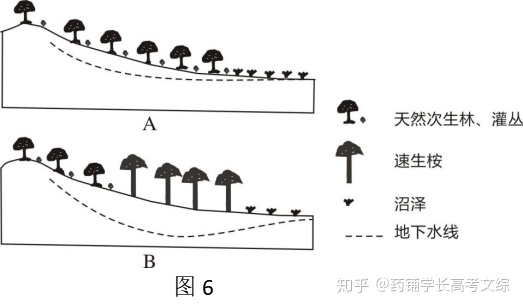 A
天然次生林、灌丛
速生桉
沼泽
地下水线
B
图 6
知乎 @药铺学长高考文综